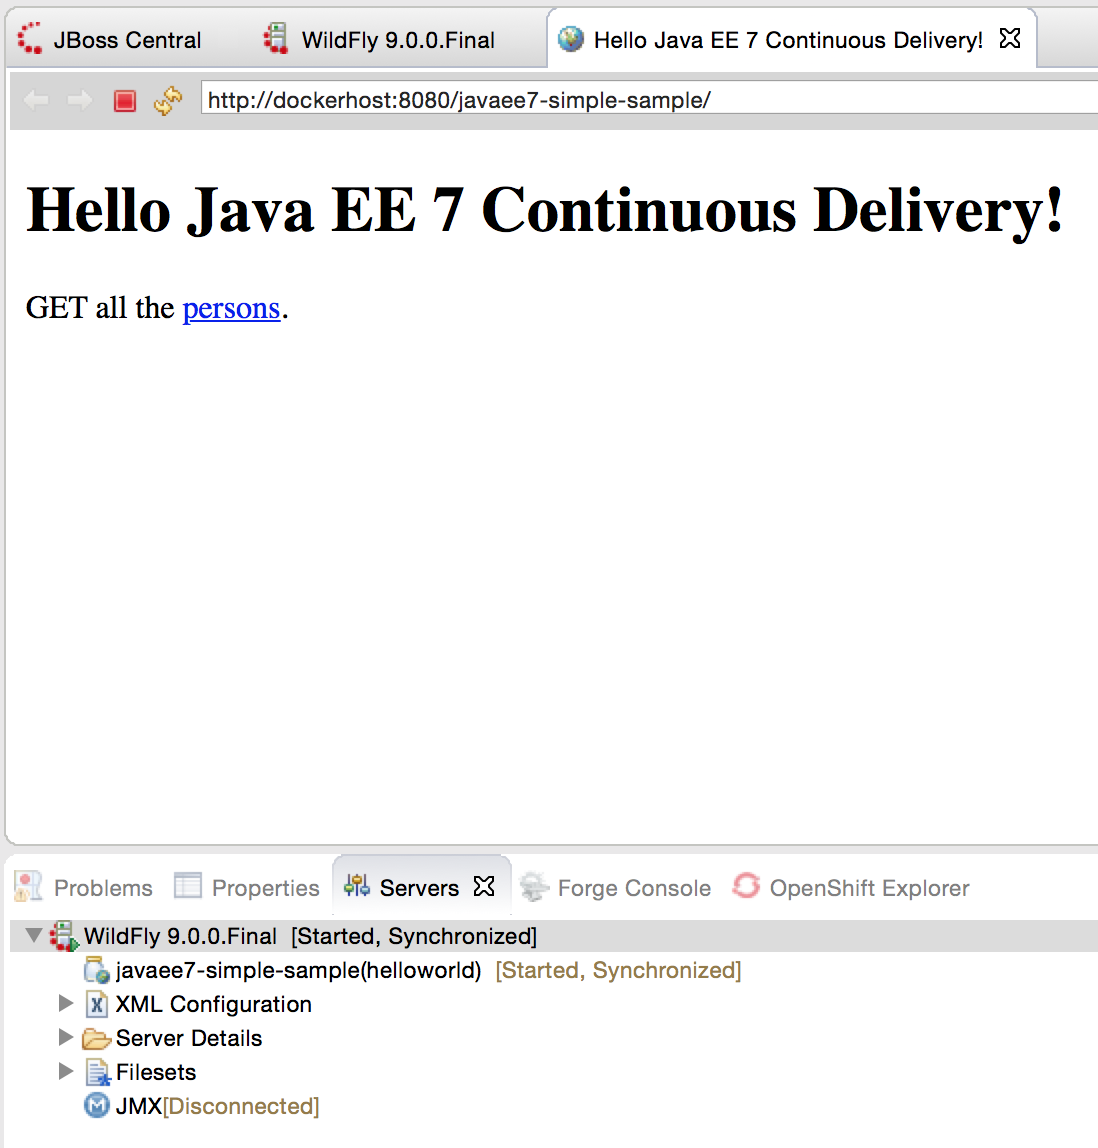 JBoss Central WildFly 9.0.0.Final Hello Java EE 7 Continuous Delivery!
http://dockerhost:8080/javaee7-simple-sample/
Hello Java EE 7 Continuous Delivery!
GET all the persons.
Problems Properties Servers Forge Console OpenShift Explorer
WildFly 9.0.0.Final [Started, Synchronized]
javaee7-simple-sample(helloworld) [Started, Synchronized]
XML Configuration
Server Details
Filesets
JMX[Disconnected]